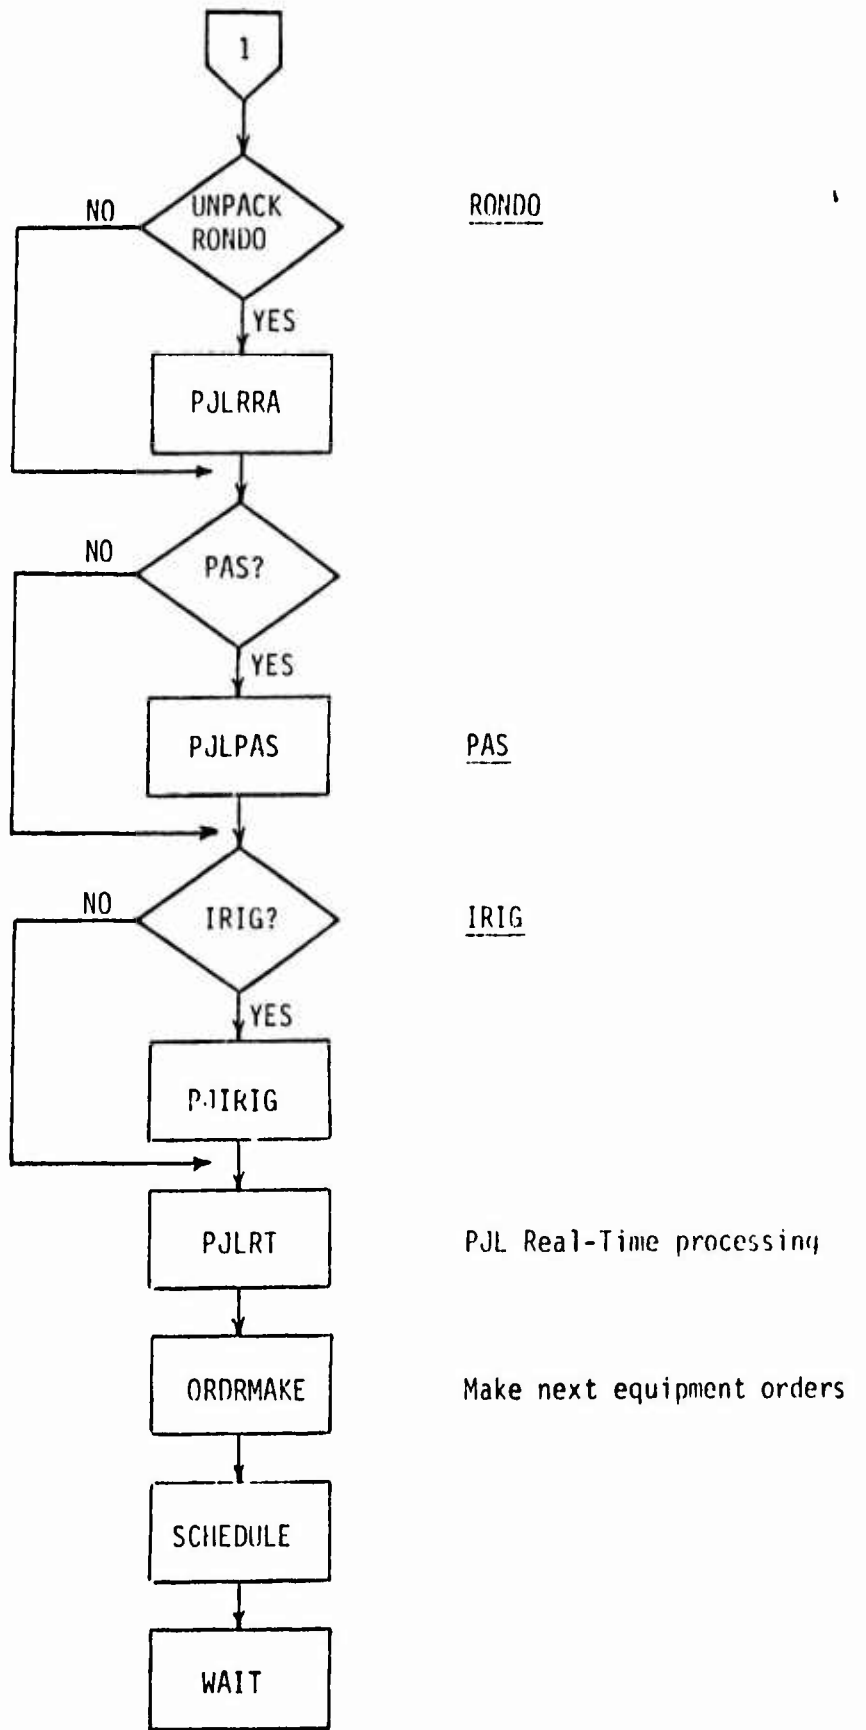 1
UNPACK
RONDO
RONDO
NO
YES
PJLRRA
NO
PAS?
YES
PJLPAS
PAS
NO
IRIG?
IRIG
YES
PJIRIG
PJLRT
PJL Real-Time processing
ORDRMAKE
Make next equipment orders
SCHEDULE
WAIT